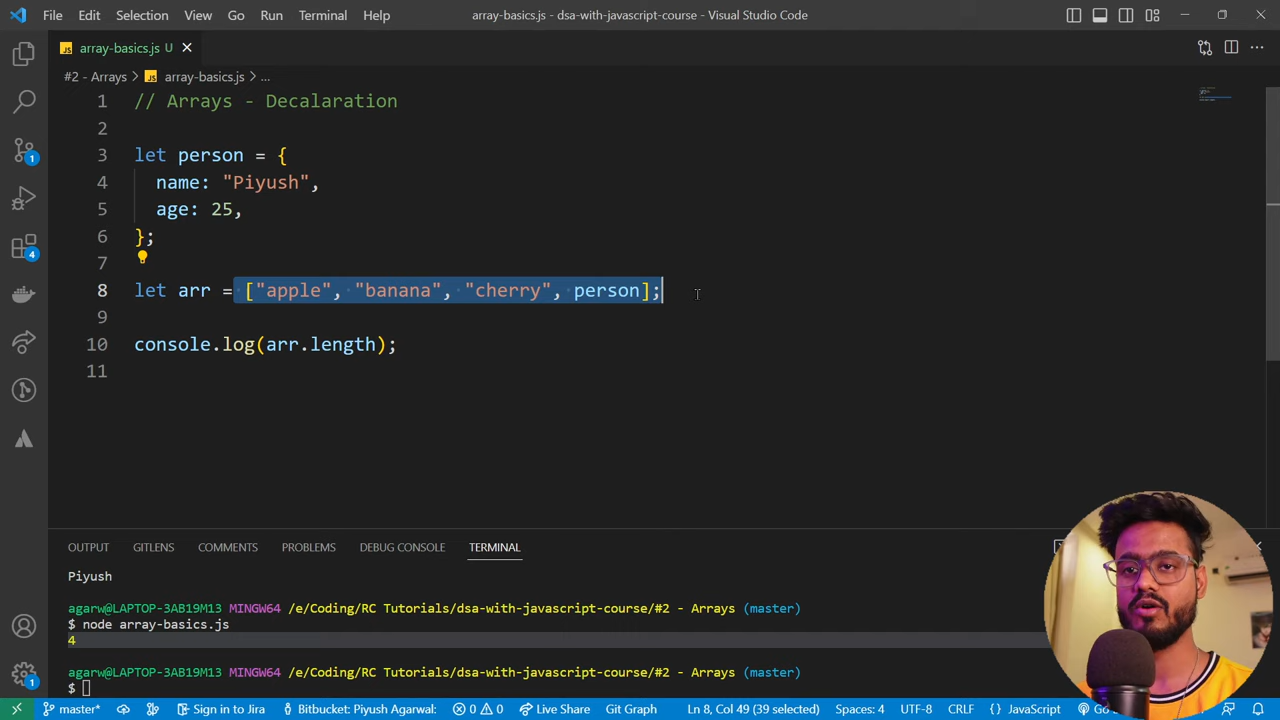 File Edit Selection View Go Run Terminal Help array-basics.js - dsa-with-javascript-course - Visual Studio Code
JS array-basics.js U
#2 - Arrays > JS array-basics.js > ...
1 // Arrays - Decalaration
2
3 let person = {
4 name: "Piyush",
5 age: 25,
6 };
7
8 let arr = ["apple", "banana", "cherry", person];
9
10 console.log(arr.length);
11
1
4
1
OUTPUT GITLENS COMMENTS PROBLEMS DEBUG CONSOLE TERMINAL
Piyush
agarw@LAPTOP-3AB19M13 MINGW64 /e/Coding/RC Tutorials/dsa-with-javascript-course/#2 - Arrays (master)
$ node array-basics.js
4
agarw@LAPTOP-3AB19M13 MINGW64 /e/Coding/RC Tutorials/dsa-with-javascript-course/#2 - Arrays (master)
$
master* Sign in to Jira Bitbucket: Piyush Agarwal: 0 0 Live Share Git Graph Ln 8, Col 49 (39 selected) Spaces: 4 UTF-8 CRLF JavaScript